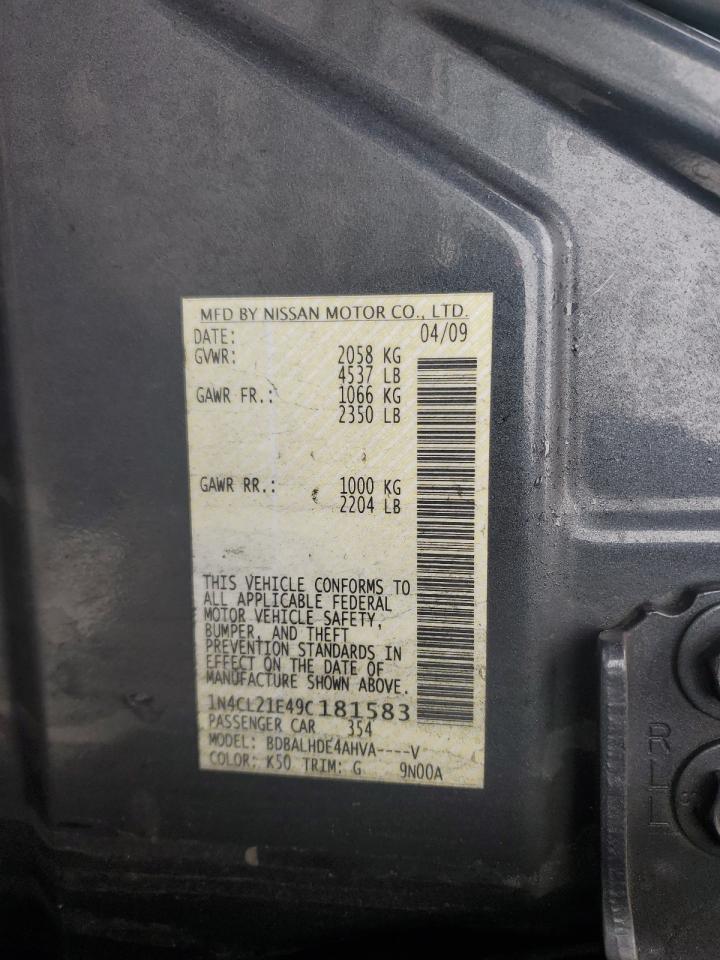 MFD BY NISSAN MOTOR CO., LTD.
DATE: 04/09
GVWR: 2058 KG
4537 LB
GAWR FR.: 1066 KG
2350 LB
GAWR RR.: 1000 KG
2204 LB
THIS VEHICLE CONFORMS TO
ALL APPLICABLE FEDERAL
MOTOR VEHICLE SAFETY,
BUMPER, AND THEFT
PREVENTION STANDARDS IN
EFFECT ON THE DATE OF
MANUFACTURE SHOWN ABOVE.
1N4CL21E49C181583
PASSENGER CAR 354
MODEL: BDBALHDE4AHVA----V
COLOR: K50 TRIM: G 9N00A
RLL